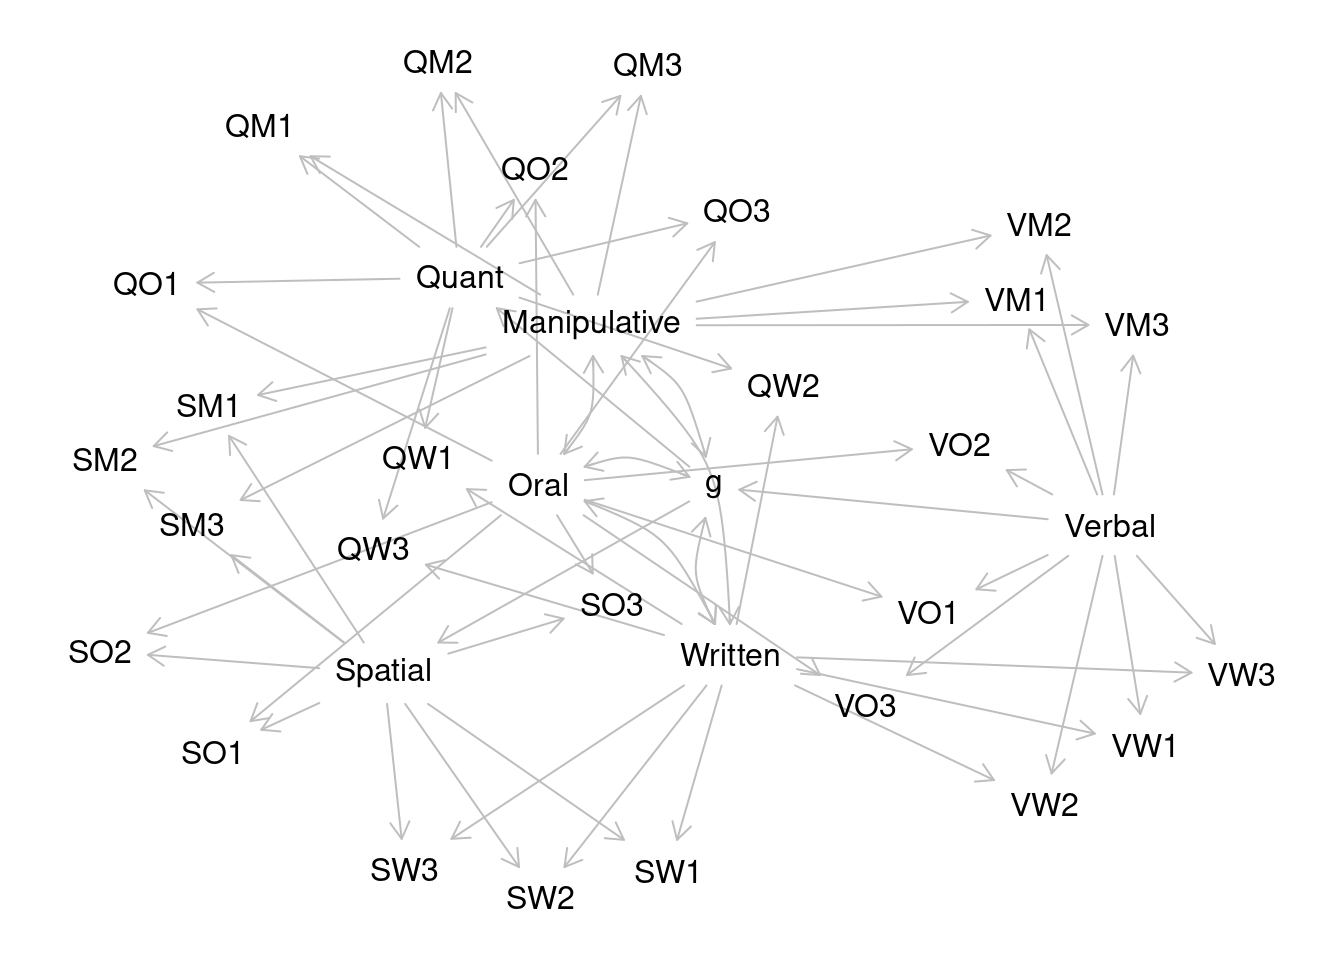 QM2
QM3
QM1
QO2
QO3
VM2
Quant
QO1
VM1
Manipulative
VM3
QW2
SM1
VO2
QW1
SM2
g
Oral
SM3
Verbal
QW3
SO3
VO1
SO2
Written
Spatial
VW3
VO3
VW1
SO1
VW2
SW3
SW1
SW2